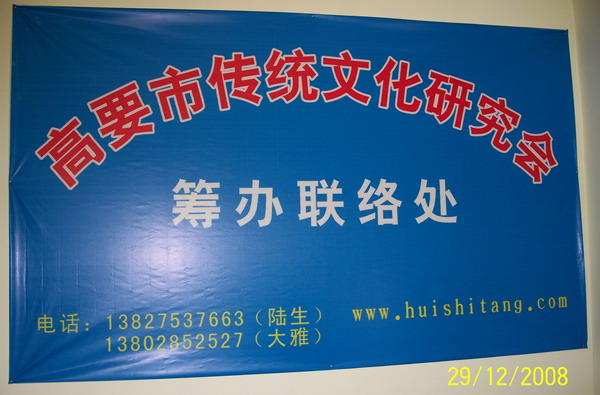 高要市传统文化研究会
筹办联络处
电话：13827537663（陆生） www.huishitang.com
13802852527（大雅）
29/12/2008